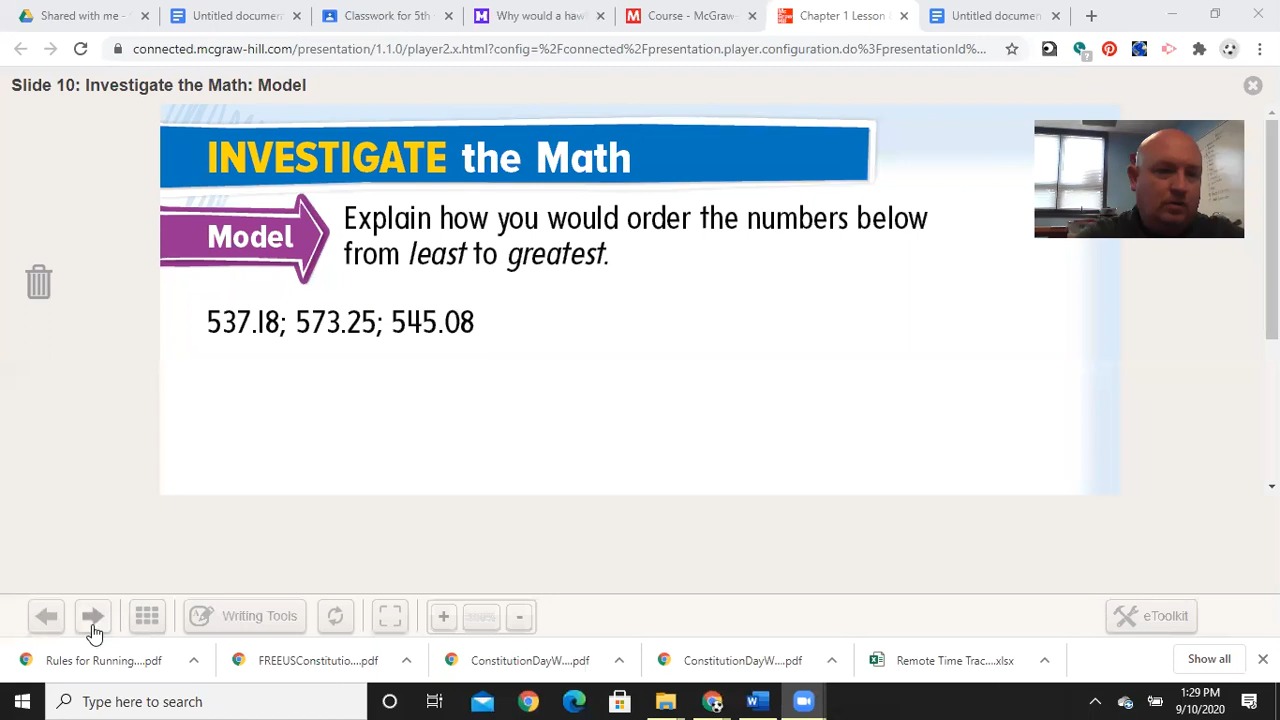 Shared with me -
Untitled documen
Classwork for 5th
Why would a haw
Course - McGraw
Chapter 1 Lesson
Untitled documen
connected.mcgraw-hill.com/presentation/1.1.0/player2.x.html?config=%2Fconnected%2Fpresentation.player.configuration.do%3FpresentationId%...
Slide 10: Investigate the Math: Model
INVESTIGATE the Math
Model
Explain how you would order the numbers below
from least to greatest.
537.18; 573.25; 545.08
Writing Tools
+
-
eToolkit
Rules for Running....pdf
FREEUSConstitutio....pdf
ConstitutionDayW....pdf
ConstitutionDayW....pdf
Remote Time Trac....xlsx
Show all
Type here to search
1:29 PM
9/10/2020